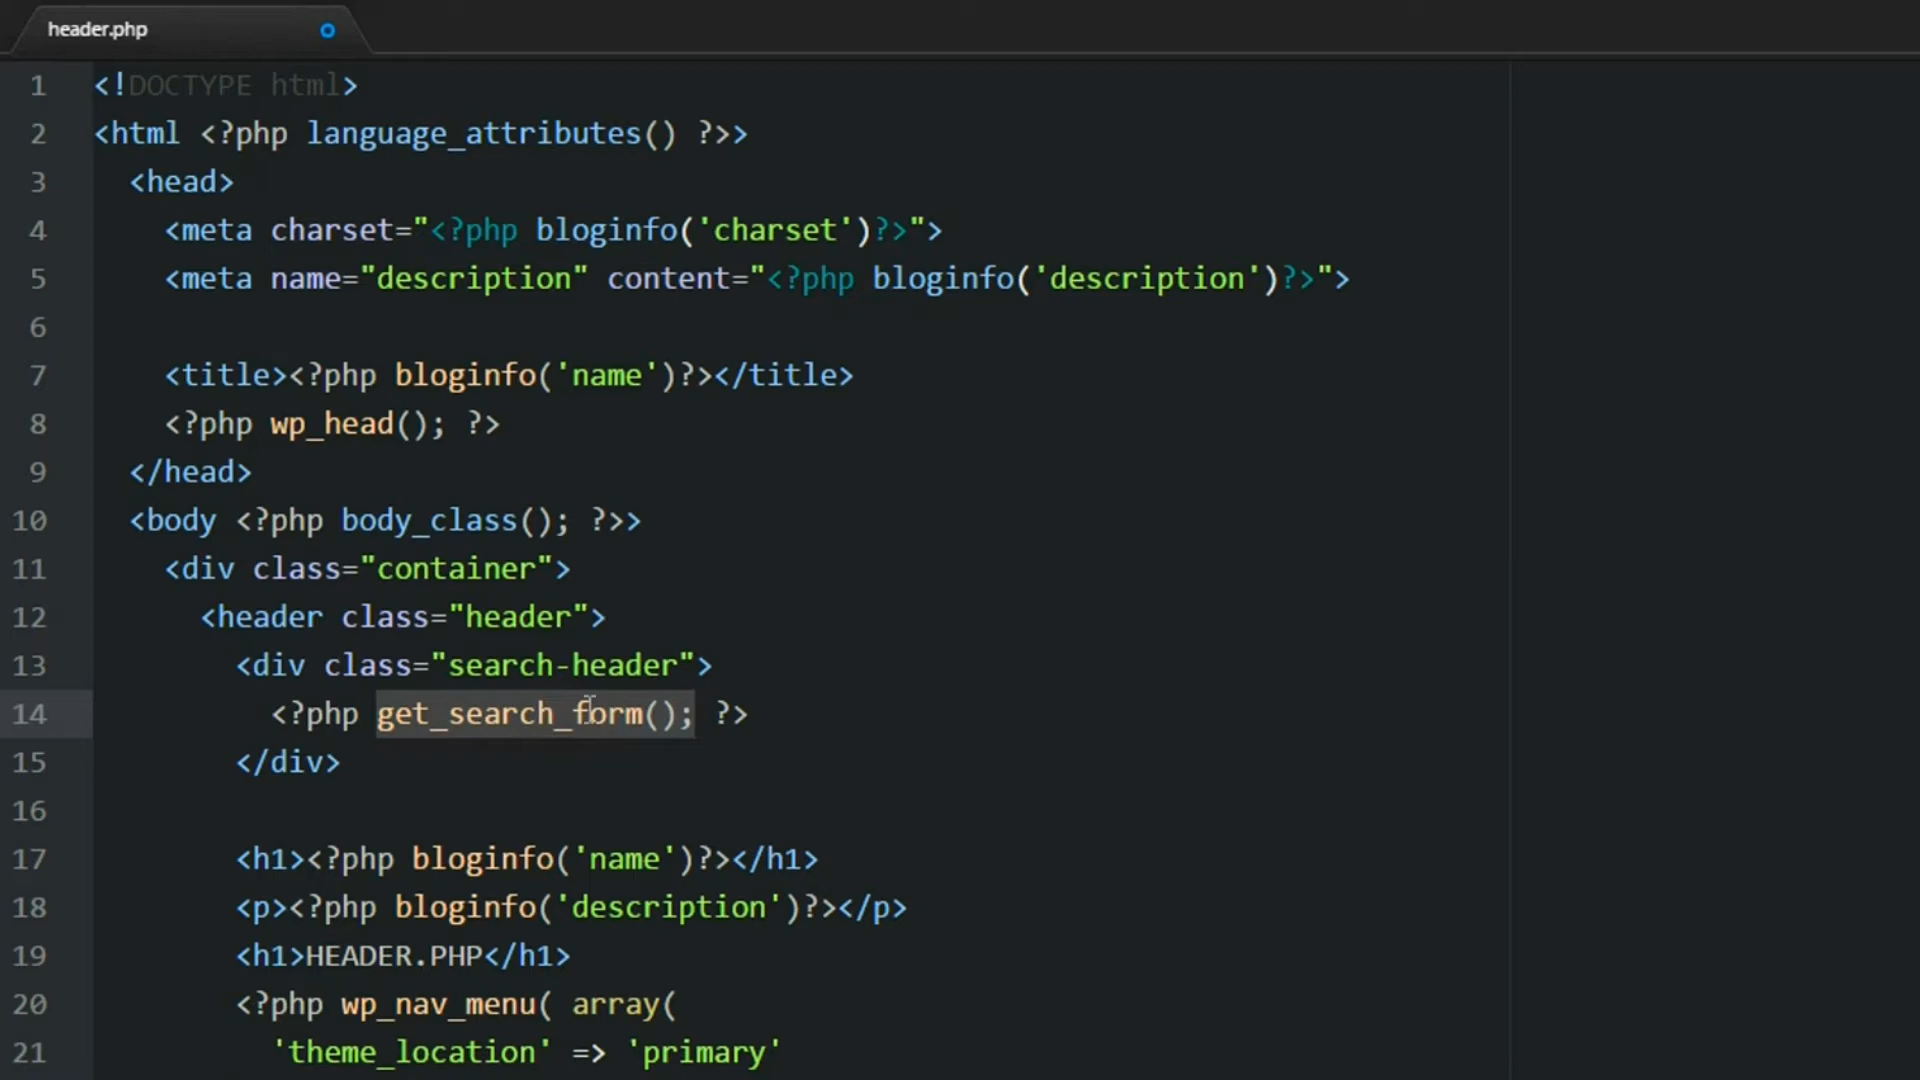 header.php
1 <!DOCTYPE html>
2 <html <?php language_attributes() ?>>
3 <head>
4 <meta charset="<?php bloginfo('charset')?>">
5 <meta name="description" content="<?php bloginfo('description')?>">
6
7 <title><?php bloginfo('name')?></title>
8 <?php wp_head(); ?>
9 </head>
10 <body <?php body_class(); ?>>
11 <div class="container">
12 <header class="header">
13 <div class="search-header">
14 <?php get_search_form(); ?>
15 </div>
16
17 <h1><?php bloginfo('name')?></h1>
18 <p><?php bloginfo('description')?></p>
19 <h1>HEADER.PHP</h1>
20 <?php wp_nav_menu( array(
21 'theme_location' => 'primary'